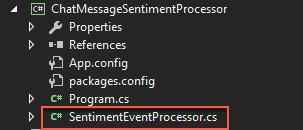 C# ChatMessageSentimentProcessor
Properties
References
App.config
packages.config
C# Program.cs
C# SentimentEventProcessor.cs